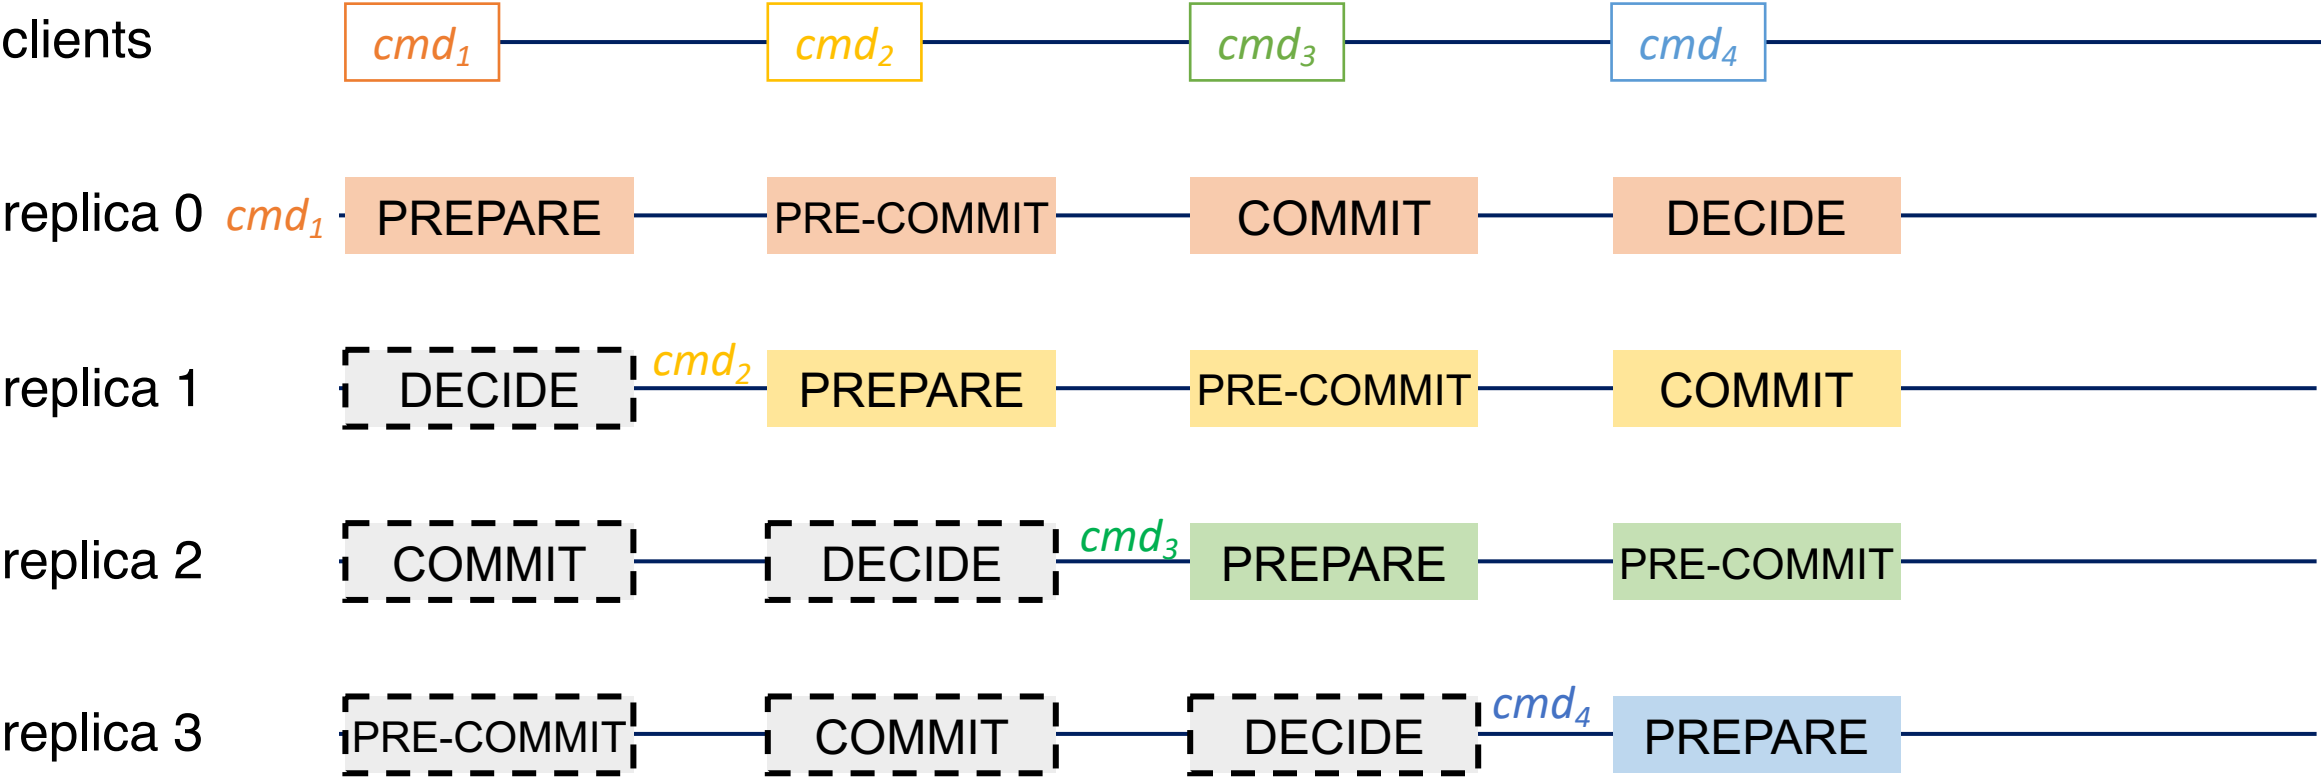 clients cmd1 cmd2 cmd3 cmd4
replica 0 cmd1 PREPARE PRE-COMMIT COMMIT DECIDE
replica 1 DECIDE cmd2 PREPARE PRE-COMMIT COMMIT
replica 2 COMMIT DECIDE cmd3 PREPARE PRE-COMMIT
replica 3 PRE-COMMIT COMMIT DECIDE cmd4 PREPARE